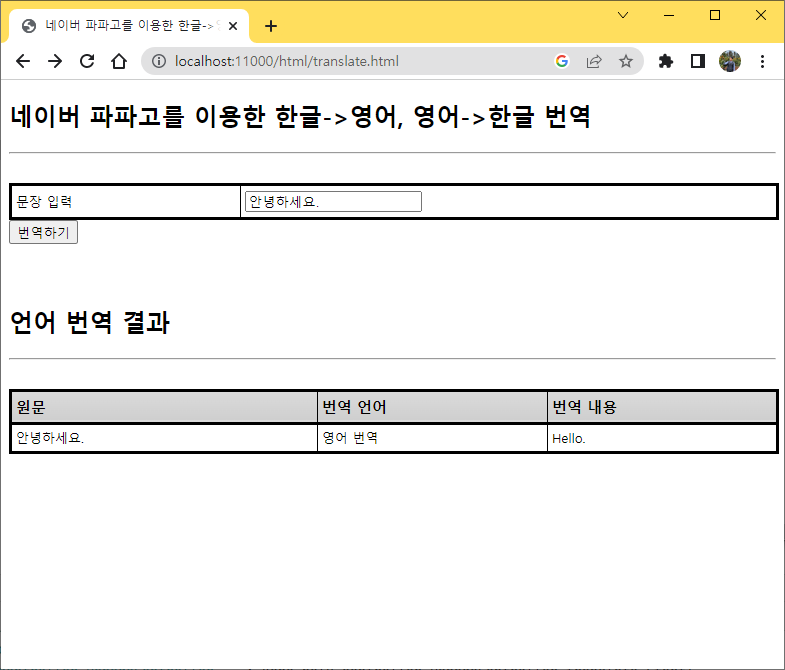 네이버 파파고를 이용한 한글->
localhost:11000/html/translate.html
네이버 파파고를 이용한 한글->영어, 영어->한글 번역
문장 입력 안녕하세요.
번역하기
언어 번역 결과
원문 번역 언어 번역 내용
안녕하세요. 영어 번역 Hello.